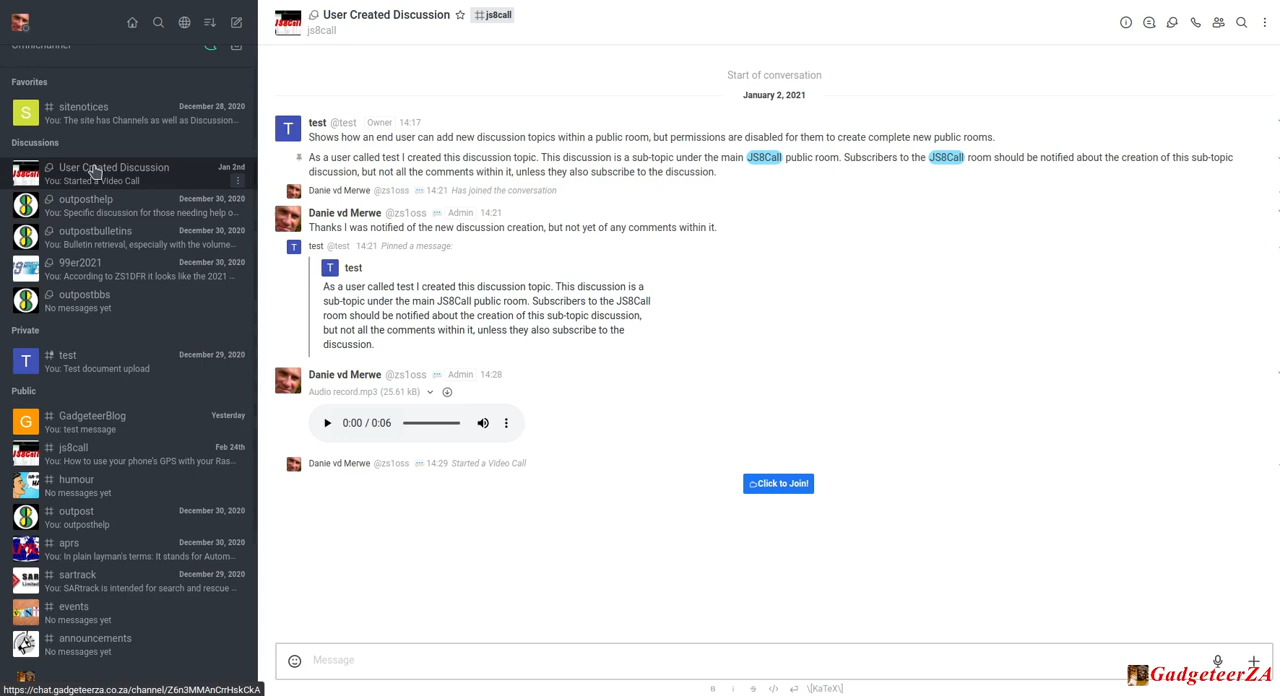 Omnichannel
Favorites
sitenotices December 28, 2020
You: The site has Channels as well as Discussion...
Discussions
User Created Discussion Jan 2nd
You: Started a Video Call
outposthelp December 30, 2020
You: Specific discussion for those needing help o...
outpostbulletins December 30, 2020
You: Bulletin retrieval, especially with the volume...
99er2021 December 30, 2020
You: According to ZS1DFR it looks like the 2021 ...
outpostbbs
No messages yet
Private
test December 29, 2020
You: Test document upload
Public
GadgeteerBlog Yesterday
You: test message
js8call Feb 24th
You: How to use your phone's GPS with your Ras...
humour
No messages yet
outpost December 30, 2020
You: outposthelp
aprs December 30, 2020
You: In plain layman's terms: It stands for Autom...
sartrack December 29, 2020
You: SARtrack is intended for search and rescue ...
events
No messages yet
announcements
No messages yet
https://chat.gadgeteerza.co.za/channel/Z6n3MMAnCrrHskCkA
User Created Discussion #js8call
js8call
Start of conversation
January 2, 2021
T test @test Owner 14:17
Shows how an end user can add new discussion topics within a public room, but permissions are disabled for them to create complete new public rooms.
As a user called test I created this discussion topic. This discussion is a sub-topic under the main JS8Call public room. Subscribers to the JS8Call room should be notified about the creation of this sub-topic
discussion, but not all the comments within it, unless they also subscribe to the discussion.
Danie vd Merwe @zs1oss 14:21 Has joined the conversation
Danie vd Merwe @zs1oss Admin 14:21
Thanks I was notified of the new discussion creation, but not yet of any comments within it.
T test @test 14:21 Pinned a message:
T test
As a user called test I created this discussion topic. This discussion is a
sub-topic under the main JS8Call public room. Subscribers to the JS8Call
room should be notified about the creation of this sub-topic discussion,
but not all the comments within it, unless they also subscribe to the
discussion.
Danie vd Merwe @zs1oss Admin 14:28
Audio record.mp3 (25.61 kB)
0:00 / 0:06
Danie vd Merwe @zs1oss 14:29 Started a Video Call
Click to Join!
Message
B i S </> \[KaTeX\]
GadgeteerZA